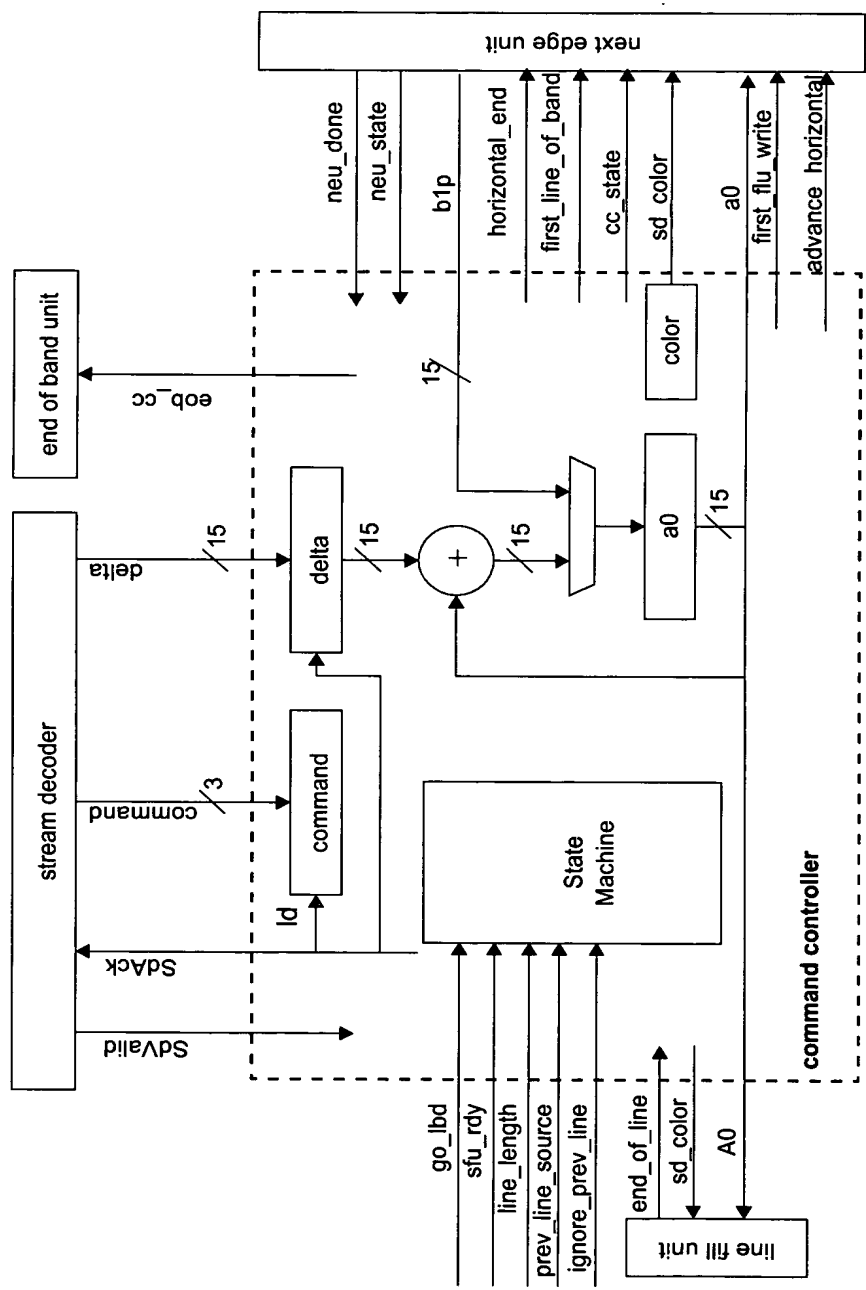 stream decoder
end of band unit
next edge unit
SdValid
SdAck
command
3
delta
15
eob_cc
neu_done
neu_state
b1p
15
horizontal_end
first_line_of_band
cc_state
sd_color
a0
first_flu_write
advance_horizontal
ld
command
delta
15
+
15
a0
15
color
State
Machine
go_lbd
sfu_rdy
line_length
prev_line_source
ignore_prev_line
end_of_line
sd_color
A0
line fill unit
command controller